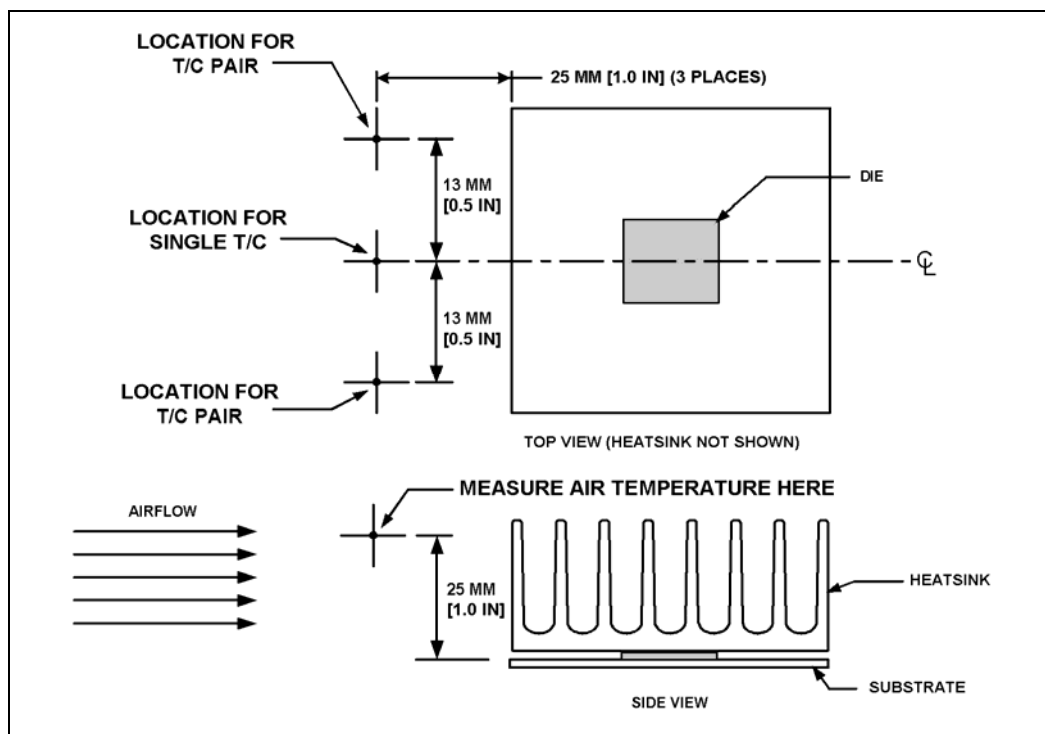 LOCATION FOR
T/C PAIR
25 MM [1.0 IN] (3 PLACES)
13 MM
[0.5 IN]
DIE
LOCATION FOR
SINGLE T/C
℄
13 MM
[0.5 IN]
LOCATION FOR
T/C PAIR
TOP VIEW (HEATSINK NOT SHOWN)
MEASURE AIR TEMPERATURE HERE
AIRFLOW
25 MM
[1.0 IN]
HEATSINK
SUBSTRATE
SIDE VIEW